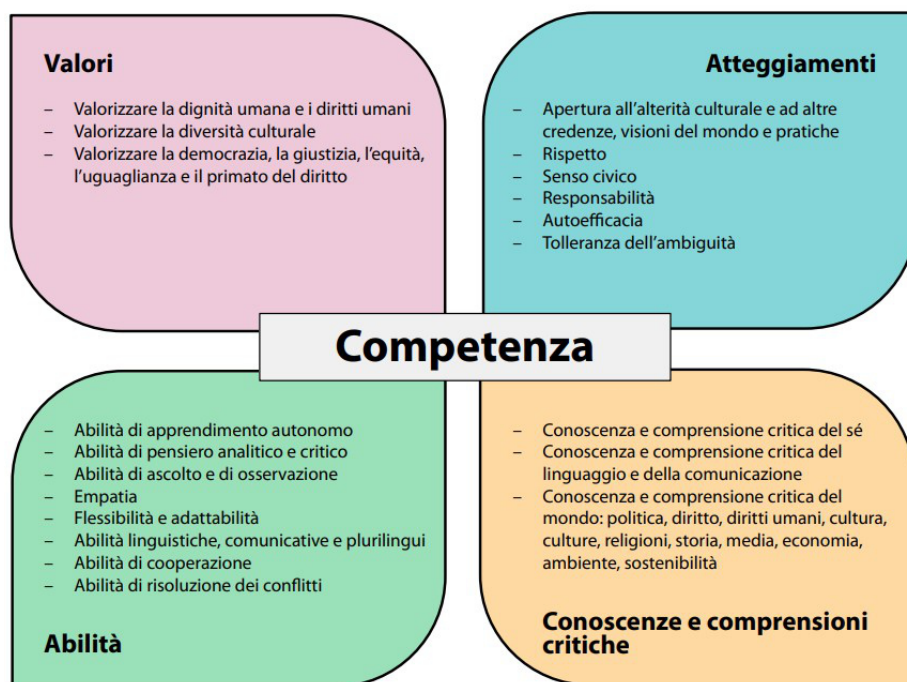 Valori
– Valorizzare la dignità umana e i diritti umani
– Valorizzare la diversità culturale
– Valorizzare la democrazia, la giustizia, l'equità,
l'uguaglianza e il primato del diritto
Atteggiamenti
– Apertura all'alterità culturale e ad altre
credenze, visioni del mondo e pratiche
– Rispetto
– Senso civico
– Responsabilità
– Autoefficacia
– Tolleranza dell'ambiguità
Competenza
– Abilità di apprendimento autonomo
– Abilità di pensiero analitico e critico
– Abilità di ascolto e di osservazione
– Empatia
– Flessibilità e adattabilità
– Abilità linguistiche, comunicative e plurilingui
– Abilità di cooperazione
– Abilità di risoluzione dei conflitti
Abilità
– Conoscenza e comprensione critica del sé
– Conoscenza e comprensione critica del
linguaggio e della comunicazione
– Conoscenza e comprensione critica del
mondo: politica, diritto, diritti umani, cultura,
culture, religioni, storia, media, economia,
ambiente, sostenibilità
Conoscenze e comprensioni
critiche